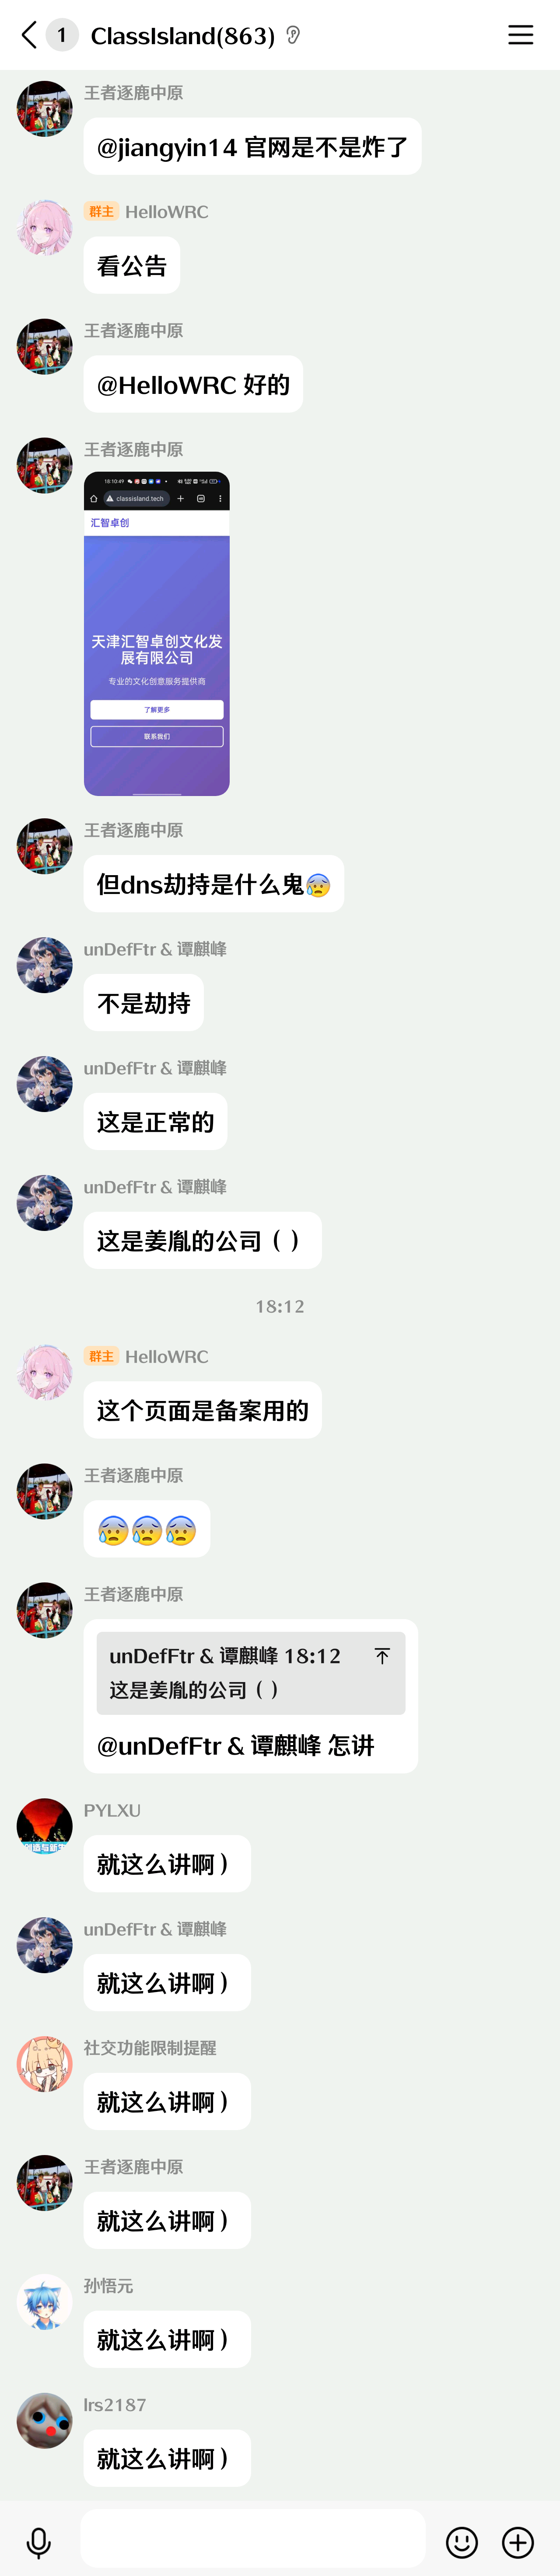 1 ClassIsland(863)
王者逐鹿中原
@jiangyin14 官网是不是炸了
群主 HelloWRC
看公告
王者逐鹿中原
@HelloWRC 好的
王者逐鹿中原
18:10:49
classisland.tech
汇智卓创
天津汇智卓创文化发
展有限公司
专业的文化创意服务提供商
了解更多
联系我们
王者逐鹿中原
但dns劫持是什么鬼😰
unDefFtr & 谭麒峰
不是劫持
unDefFtr & 谭麒峰
这是正常的
unDefFtr & 谭麒峰
这是姜胤的公司（）
18:12
群主 HelloWRC
这个页面是备案用的
王者逐鹿中原
😰😰😰
王者逐鹿中原
unDefFtr & 谭麒峰 18:12
这是姜胤的公司（）
@unDefFtr & 谭麒峰 怎讲
PYLXU
就这么讲啊）
unDefFtr & 谭麒峰
就这么讲啊）
社交功能限制提醒
就这么讲啊）
王者逐鹿中原
就这么讲啊）
孙悟元
就这么讲啊）
lrs2187
就这么讲啊）